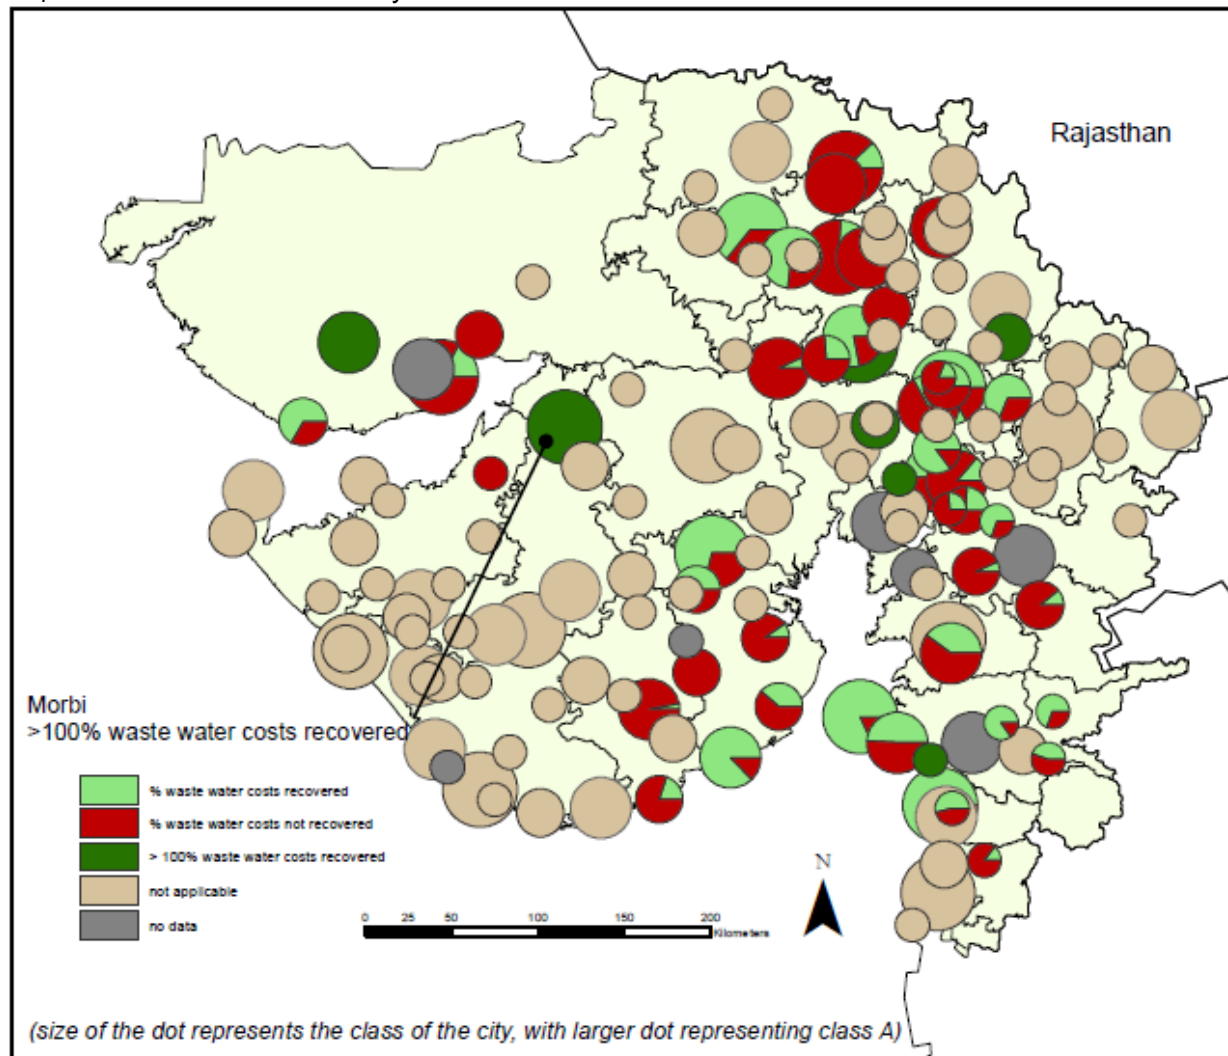 Rajasthan
Morbi
>100% waste water costs recovered
% waste water costs recovered
% waste water costs not recovered
> 100% waste water costs recovered
not applicable
no data
0 25 50 100 150 200
Kilometers
N
(size of the dot represents the class of the city, with larger dot representing class A)